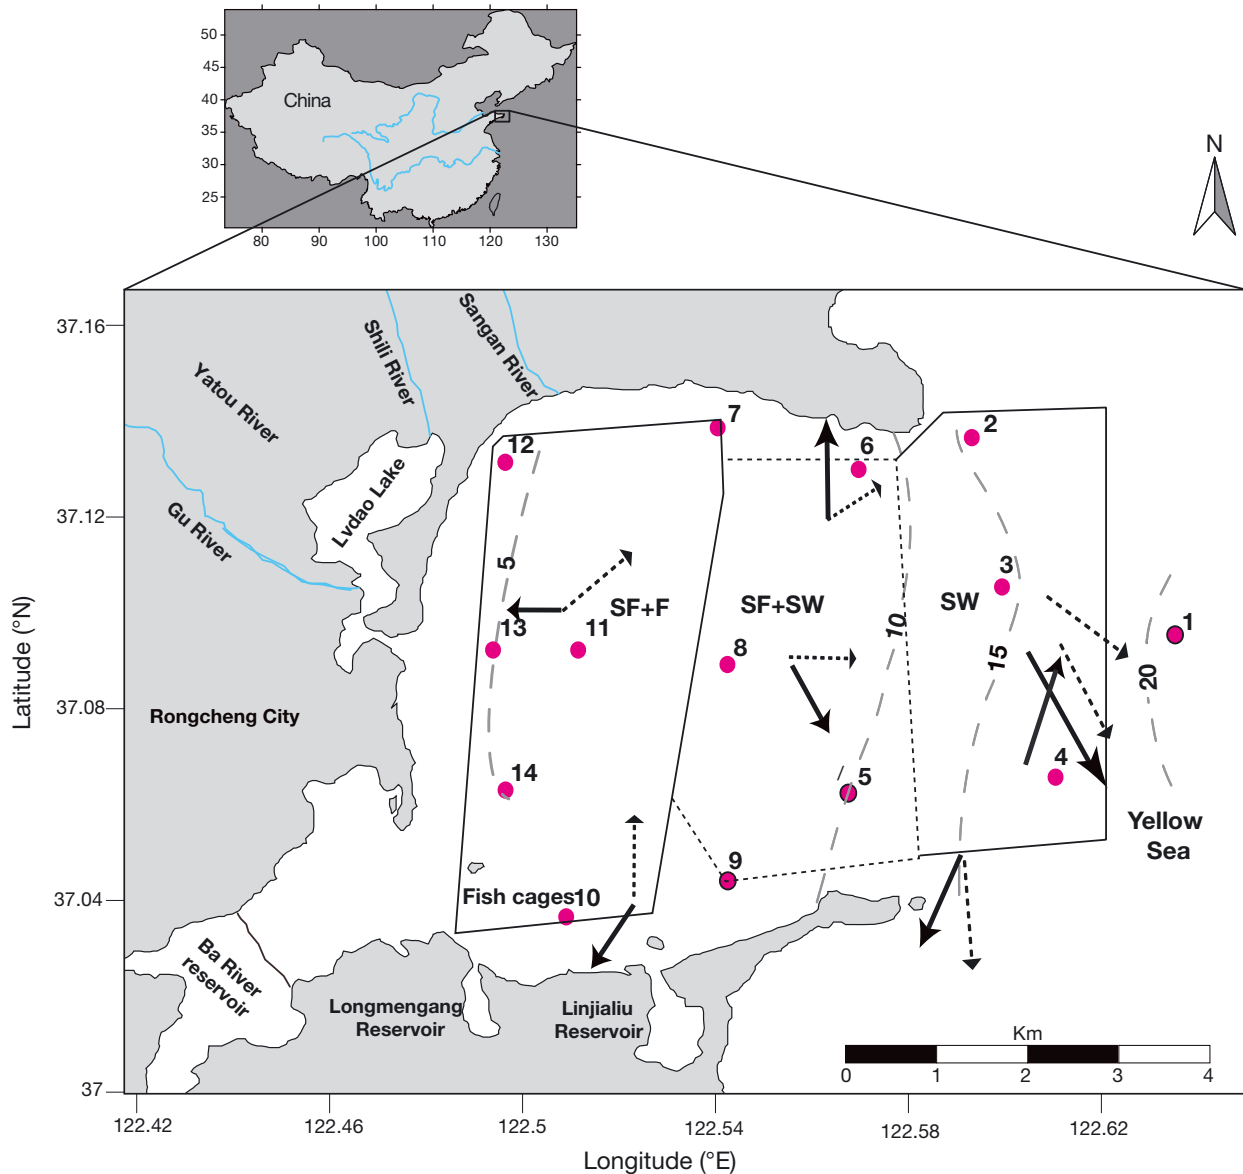 50
45
40
35
30
25
China
80
90
100
110
120
130
N
37.16
37.12
37.08
37.04
37
Latitude (°N)
Sangan River
Shili River
Yatou River
Gu River
Lvdao Lake
Rongcheng City
7
2
12
6
5
3
SF+F
SF+SW
SW
10
1
13
11
8
15
20
14
5
4
Yellow
Sea
9
Fish cages
10
Ba River
reservoir
Longmengang
Reservoir
Linjialiu
Reservoir
Km
0
1
2
3
4
122.42
122.46
122.5
122.54
122.58
122.62
Longitude (°E)